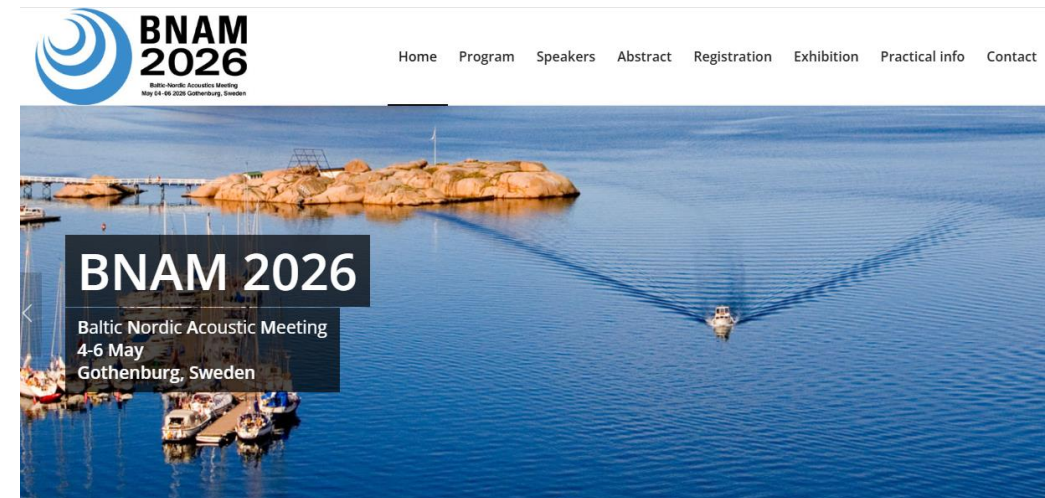 BNAM
2026
Baltic-Nordic Acoustics Meeting
May 04-06 2026 Gothenburg, Sweden
Home Program Speakers Abstract Registration Exhibition Practical info Contact
BNAM 2026
Baltic Nordic Acoustic Meeting
4-6 May
Gothenburg, Sweden